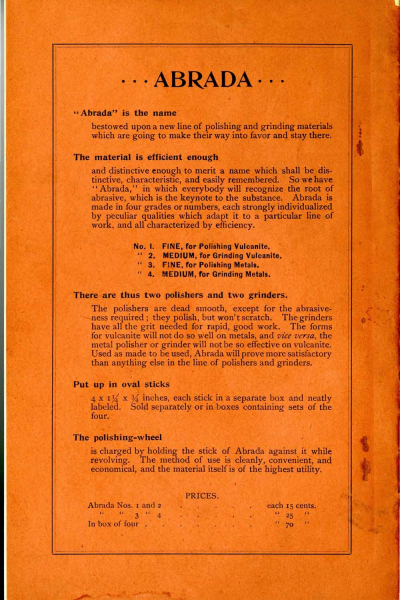 ··· ABRADA ···
"Abrada" is the name
bestowed upon a new line of polishing and grinding materials
which are going to make their way into favor and stay there.
The material is efficient enough
and distinctive enough to merit a name which shall be dis-
tinctive, characteristic, and easily remembered. So we have
"Abrada," in which everybody will recognize the root of
abrasive, which is the keynote to the substance. Abrada is
made in four grades or numbers, each strongly individualized
by peculiar qualities which adapt it to a particular line of
work, and all characterized by efficiency.
No. 1. FINE, for Polishing Vulcanite.
" 2. MEDIUM, for Grinding Vulcanite.
" 3. FINE, for Polishing Metals.
" 4. MEDIUM, for Grinding Metals.
There are thus two polishers and two grinders.
The polishers are dead smooth, except for the abrasive-
ness required; they polish, but won't scratch. The grinders
have all the grit needed for rapid, good work. The forms
for vulcanite will not do so well on metals, and vice versa, the
metal polisher or grinder will not be so effective on vulcanite.
Used as made to be used, Abrada will prove more satisfactory
than anything else in the line of polishers and grinders.
Put up in oval sticks
4 x 1⅛ x ⅜ inches, each stick in a separate box and neatly
labeled. Sold separately or in boxes containing sets of the
four.
The polishing-wheel
is charged by holding the stick of Abrada against it while
revolving. The method of use is cleanly, convenient, and
economical, and the material itself is of the highest utility.
PRICES.
Abrada Nos. 1 and 2 . . . . each 15 cents.
" " 3 " 4 . . . . " 25 "
In box of four . . . . . " 70 "